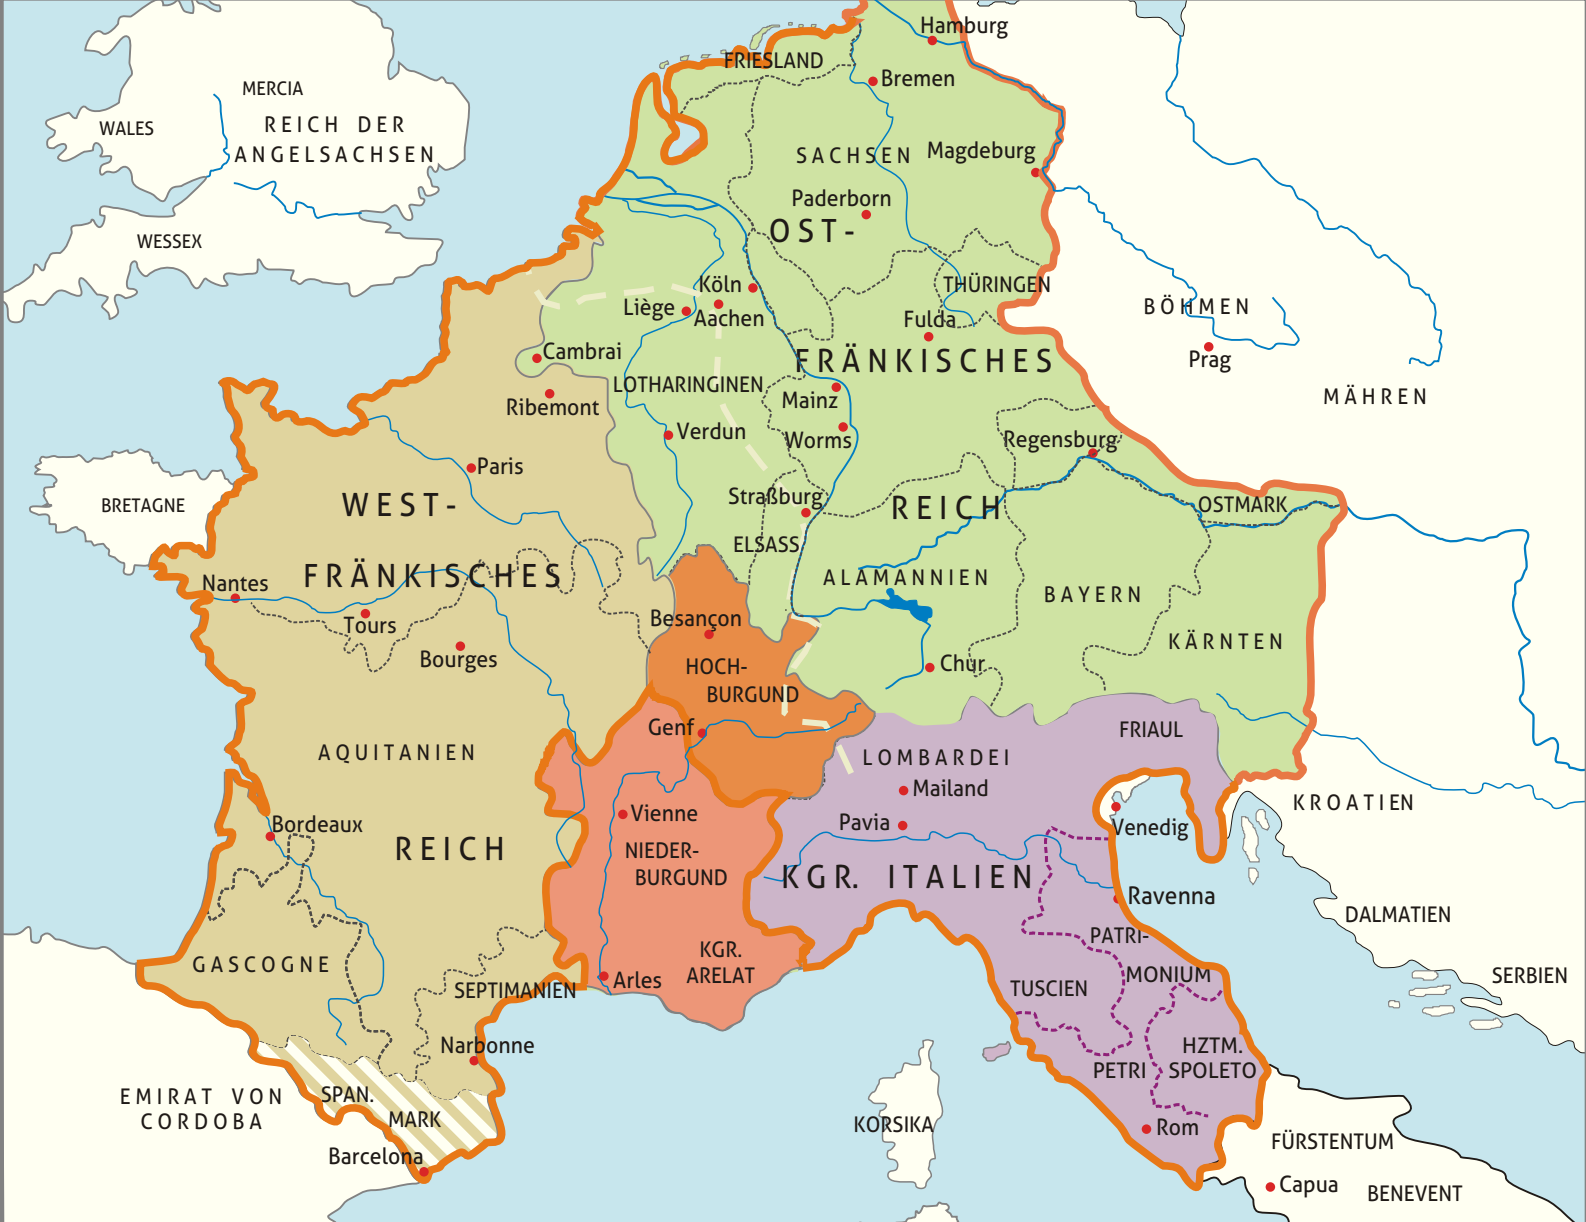 Hamburg
FRIESLAND
Bremen
MERCIA
WALES
REICH DER
ANGELSACHSEN
SACHSEN
Magdeburg
Paderborn
OST-
WESSEX
Köln
THÜRINGEN
Liège
Aachen
BÖHMEN
Fulda
Cambrai
FRÄNKISCHES
Prag
LOTHARINGINEN
Mainz
MÄHREN
Ribemont
Verdun
Worms
Regensburg
Paris
Straßburg
WEST-
REICH
OSTMARK
BRETAGNE
ELSASS
FRÄNKISCHES
ALAMANNIEN
Nantes
BAYERN
Tours
Besançon
KÄRNTEN
Bourges
HOCH-
BURGUND
Chur
Genf
FRIAUL
AQUITANIEN
LOMBARDEI
Mailand
KROATIEN
Vienne
Pavia
Venedig
Bordeaux
REICH
NIEDER-
BURGUND
KGR. ITALIEN
Ravenna
DALMATIEN
PATRI-
MONIUM
KGR.
ARELAT
GASCOGNE
SERBIEN
Arles
SEPTIMANIEN
TUSCIEN
Narbonne
HZTM.
SPOLETO
PETRI
EMIRAT VON
CORDOBA
SPAN.
MARK
KORSIKA
Rom
FÜRSTENTUM
BENEVENT
Barcelona
Capua